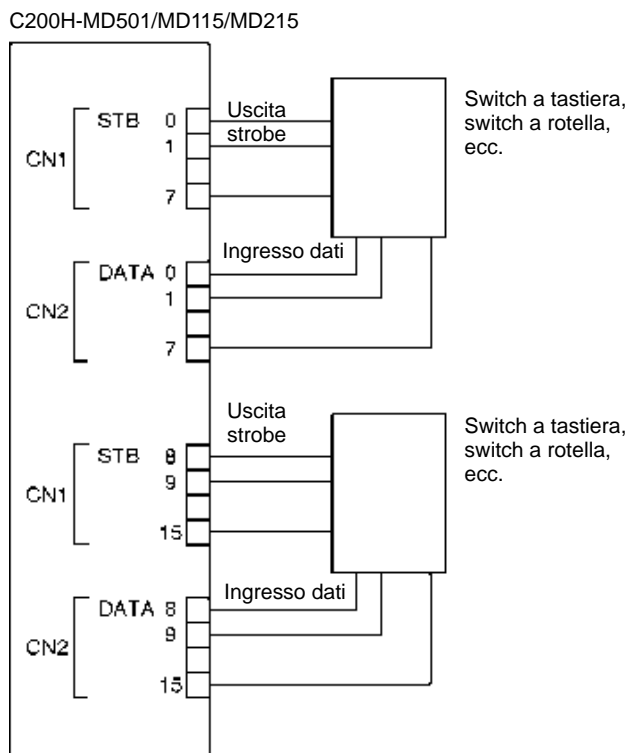 C200H-MD501/MD115/MD215
STB 0 Uscita
1 strobe
CN1
7
Switch a tastiera,
switch a rotella,
ecc.
DATA 0 Ingresso dati
1
CN2
7
Uscita
strobe
STB 8
9
CN1
15
Switch a tastiera,
switch a rotella,
ecc.
DATA 8 Ingresso dati
9
CN2
15